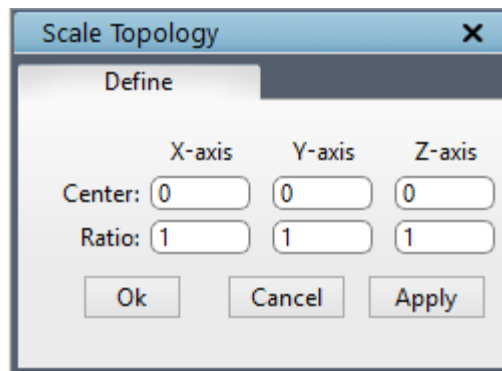 Scale Topology
Define
X-axis Y-axis Z-axis
Center: 0 0 0
Ratio: 1 1 1
Ok Cancel Apply